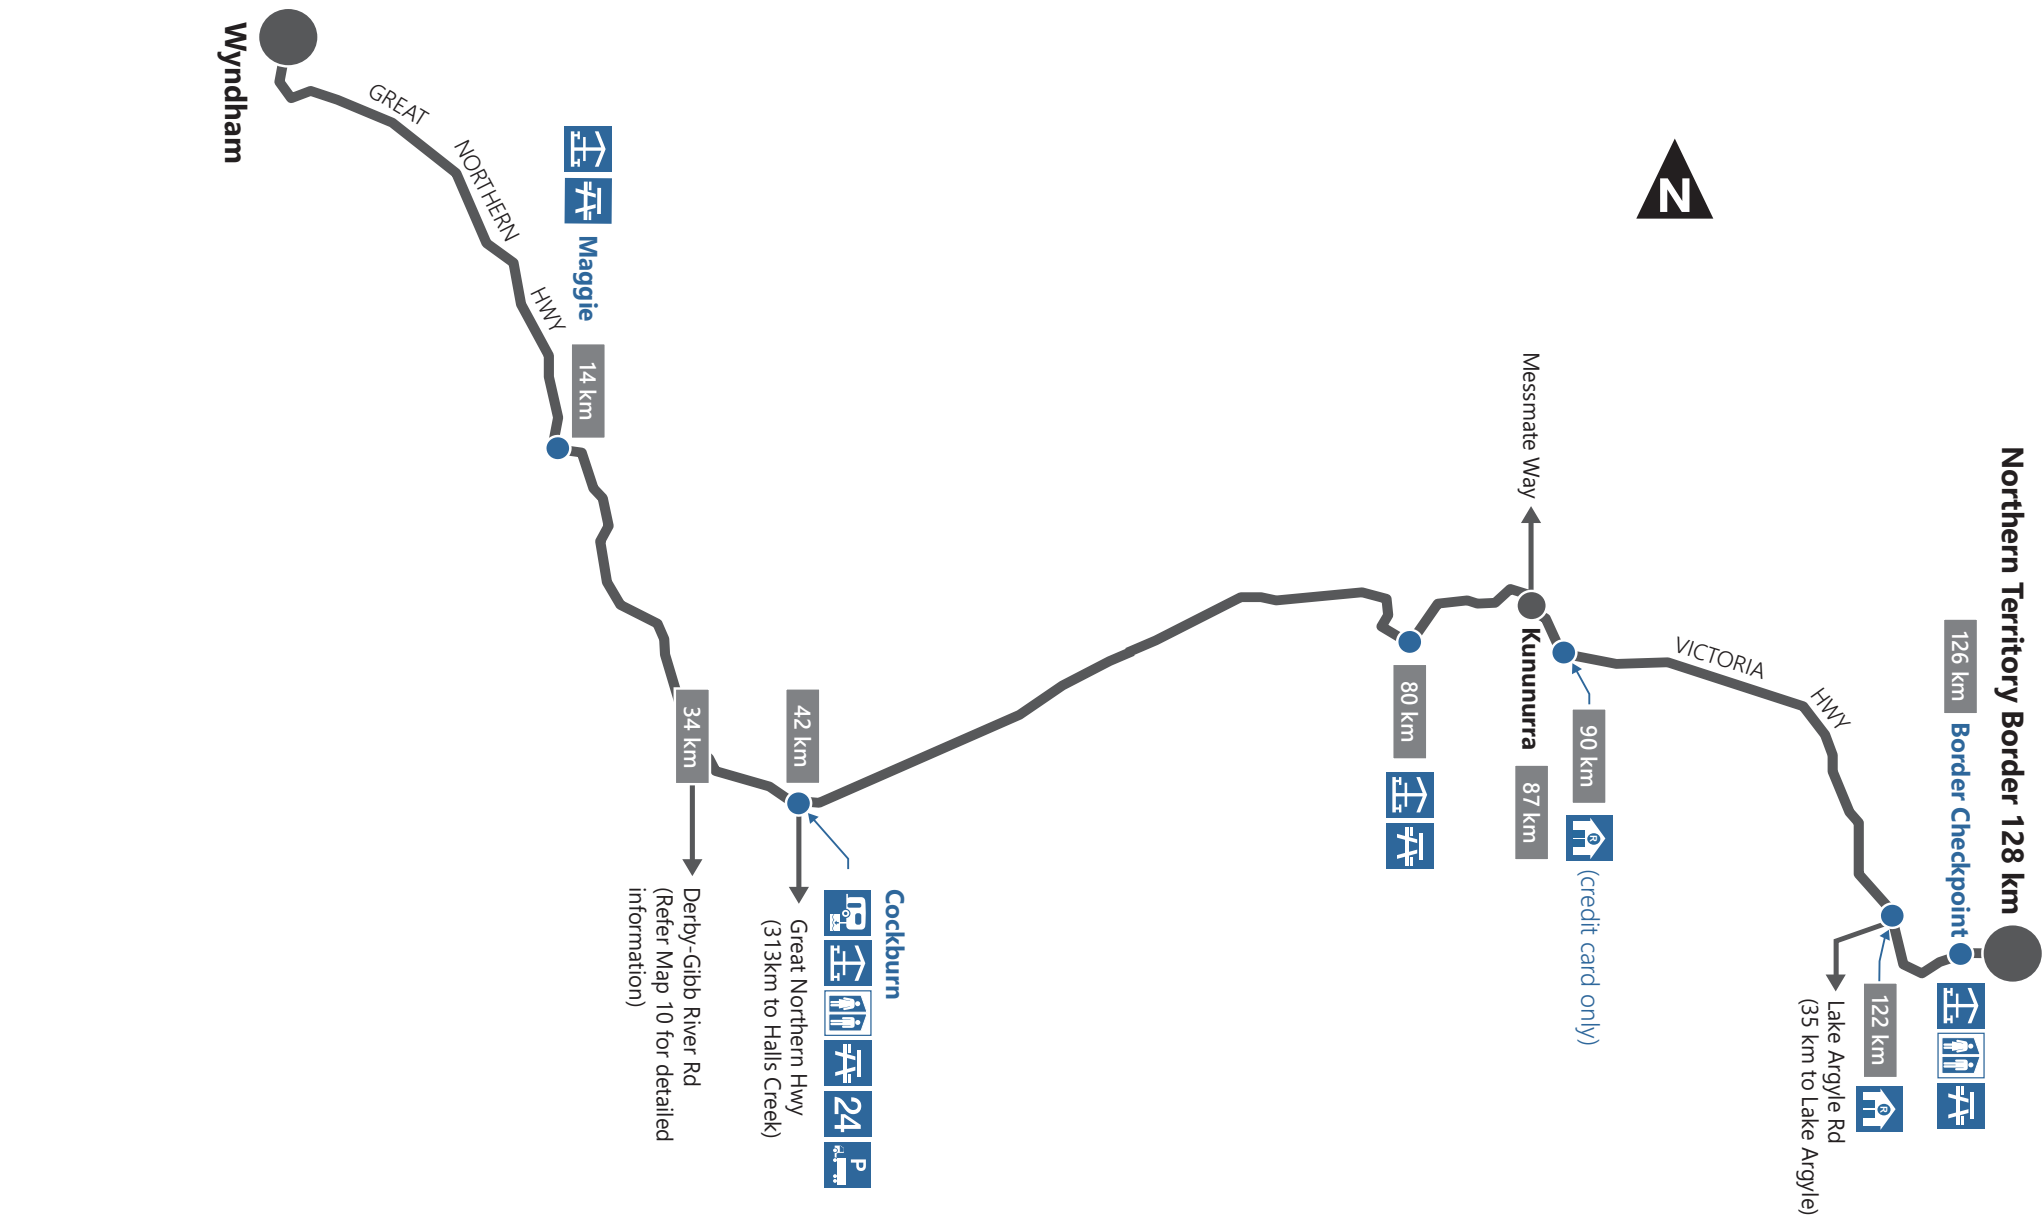 Wyndham
GREAT NORTHERN HWY
Maggie
14 km
34 km
Derby-Gibb River Rd
(Refer Map 10 for detailed
information)
42 km
Great Northern Hwy
(313km to Halls Creek)
Cockburn
24
P
80 km
Messmate Way
Kununurra
87 km
90 km
R
(credit card only)
N
VICTORIA HWY
Lake Argyle Rd
(35 km to Lake Argyle)
122 km
R
126 km
Border Checkpoint
Northern Territory Border 128 km